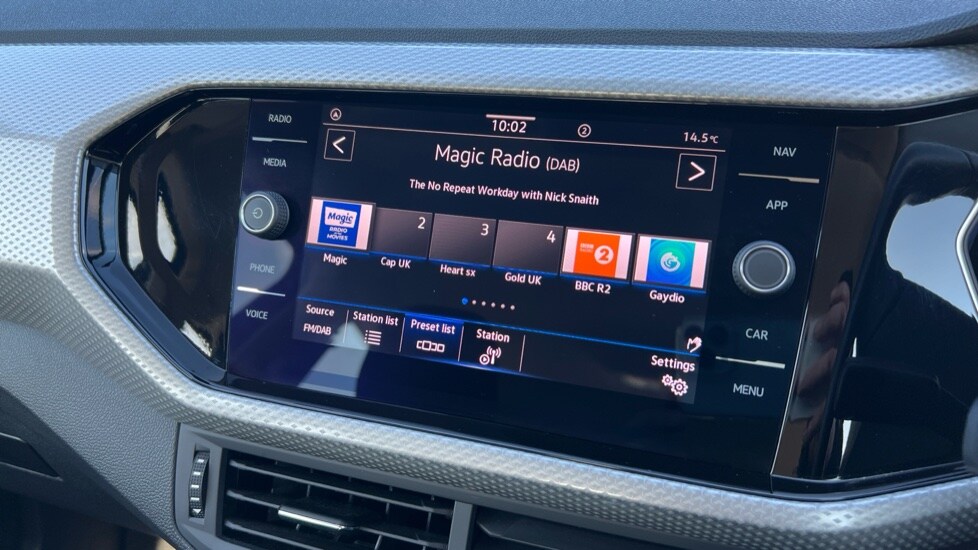 RADIO
MEDIA
PHONE
VOICE
A
10:02
2
14.5°C
<
Magic Radio (DAB)
>
The No Repeat Workday with Nick Snaith
Magic
RADIO
MOVIES
2
3
4
2
Magic
Cap UK
Heart sx
Gold UK
BBC R2
Gaydio
Source
FM/DAB
Station list
Preset list
Station
Settings
NAV
APP
CAR
MENU